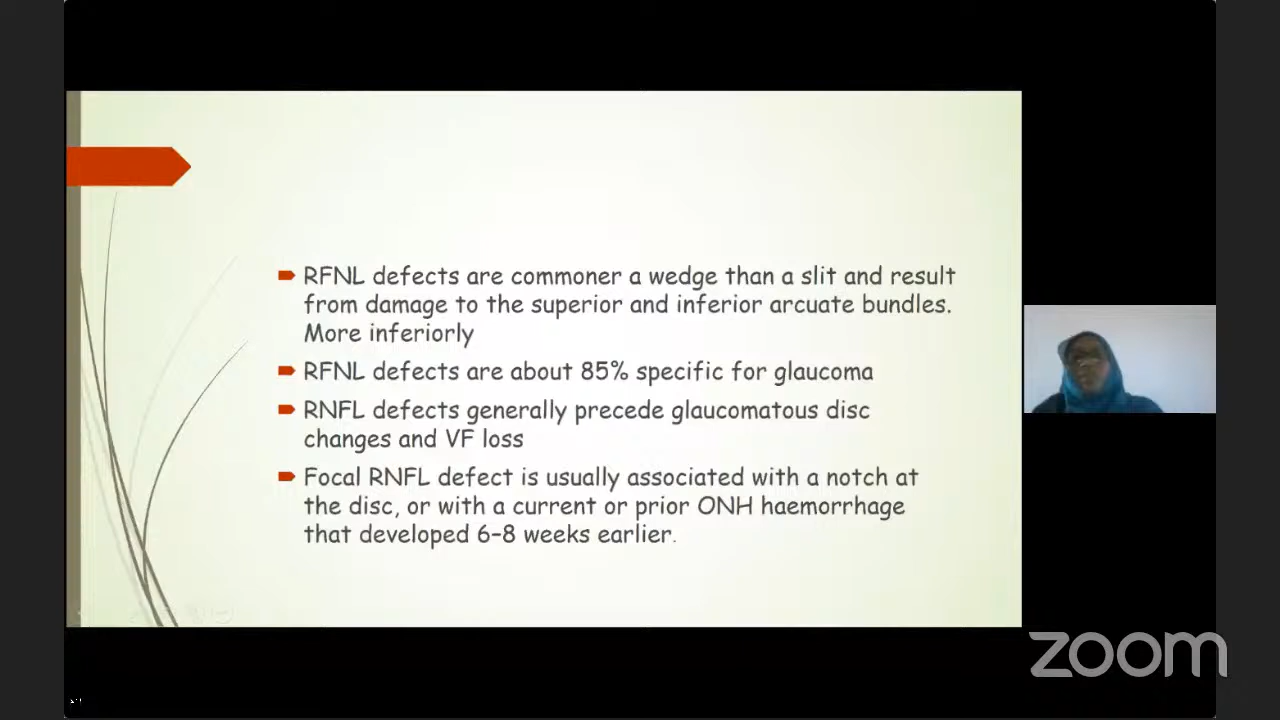 RFNL defects are commoner a wedge than a slit and result
from damage to the superior and inferior arcuate bundles.
More inferiorly
RFNL defects are about 85% specific for glaucoma
RNFL defects generally precede glaucomatous disc
changes and VF loss
Focal RNFL defect is usually associated with a notch at
the disc, or with a current or prior ONH haemorrhage
that developed 6–8 weeks earlier.
zoom